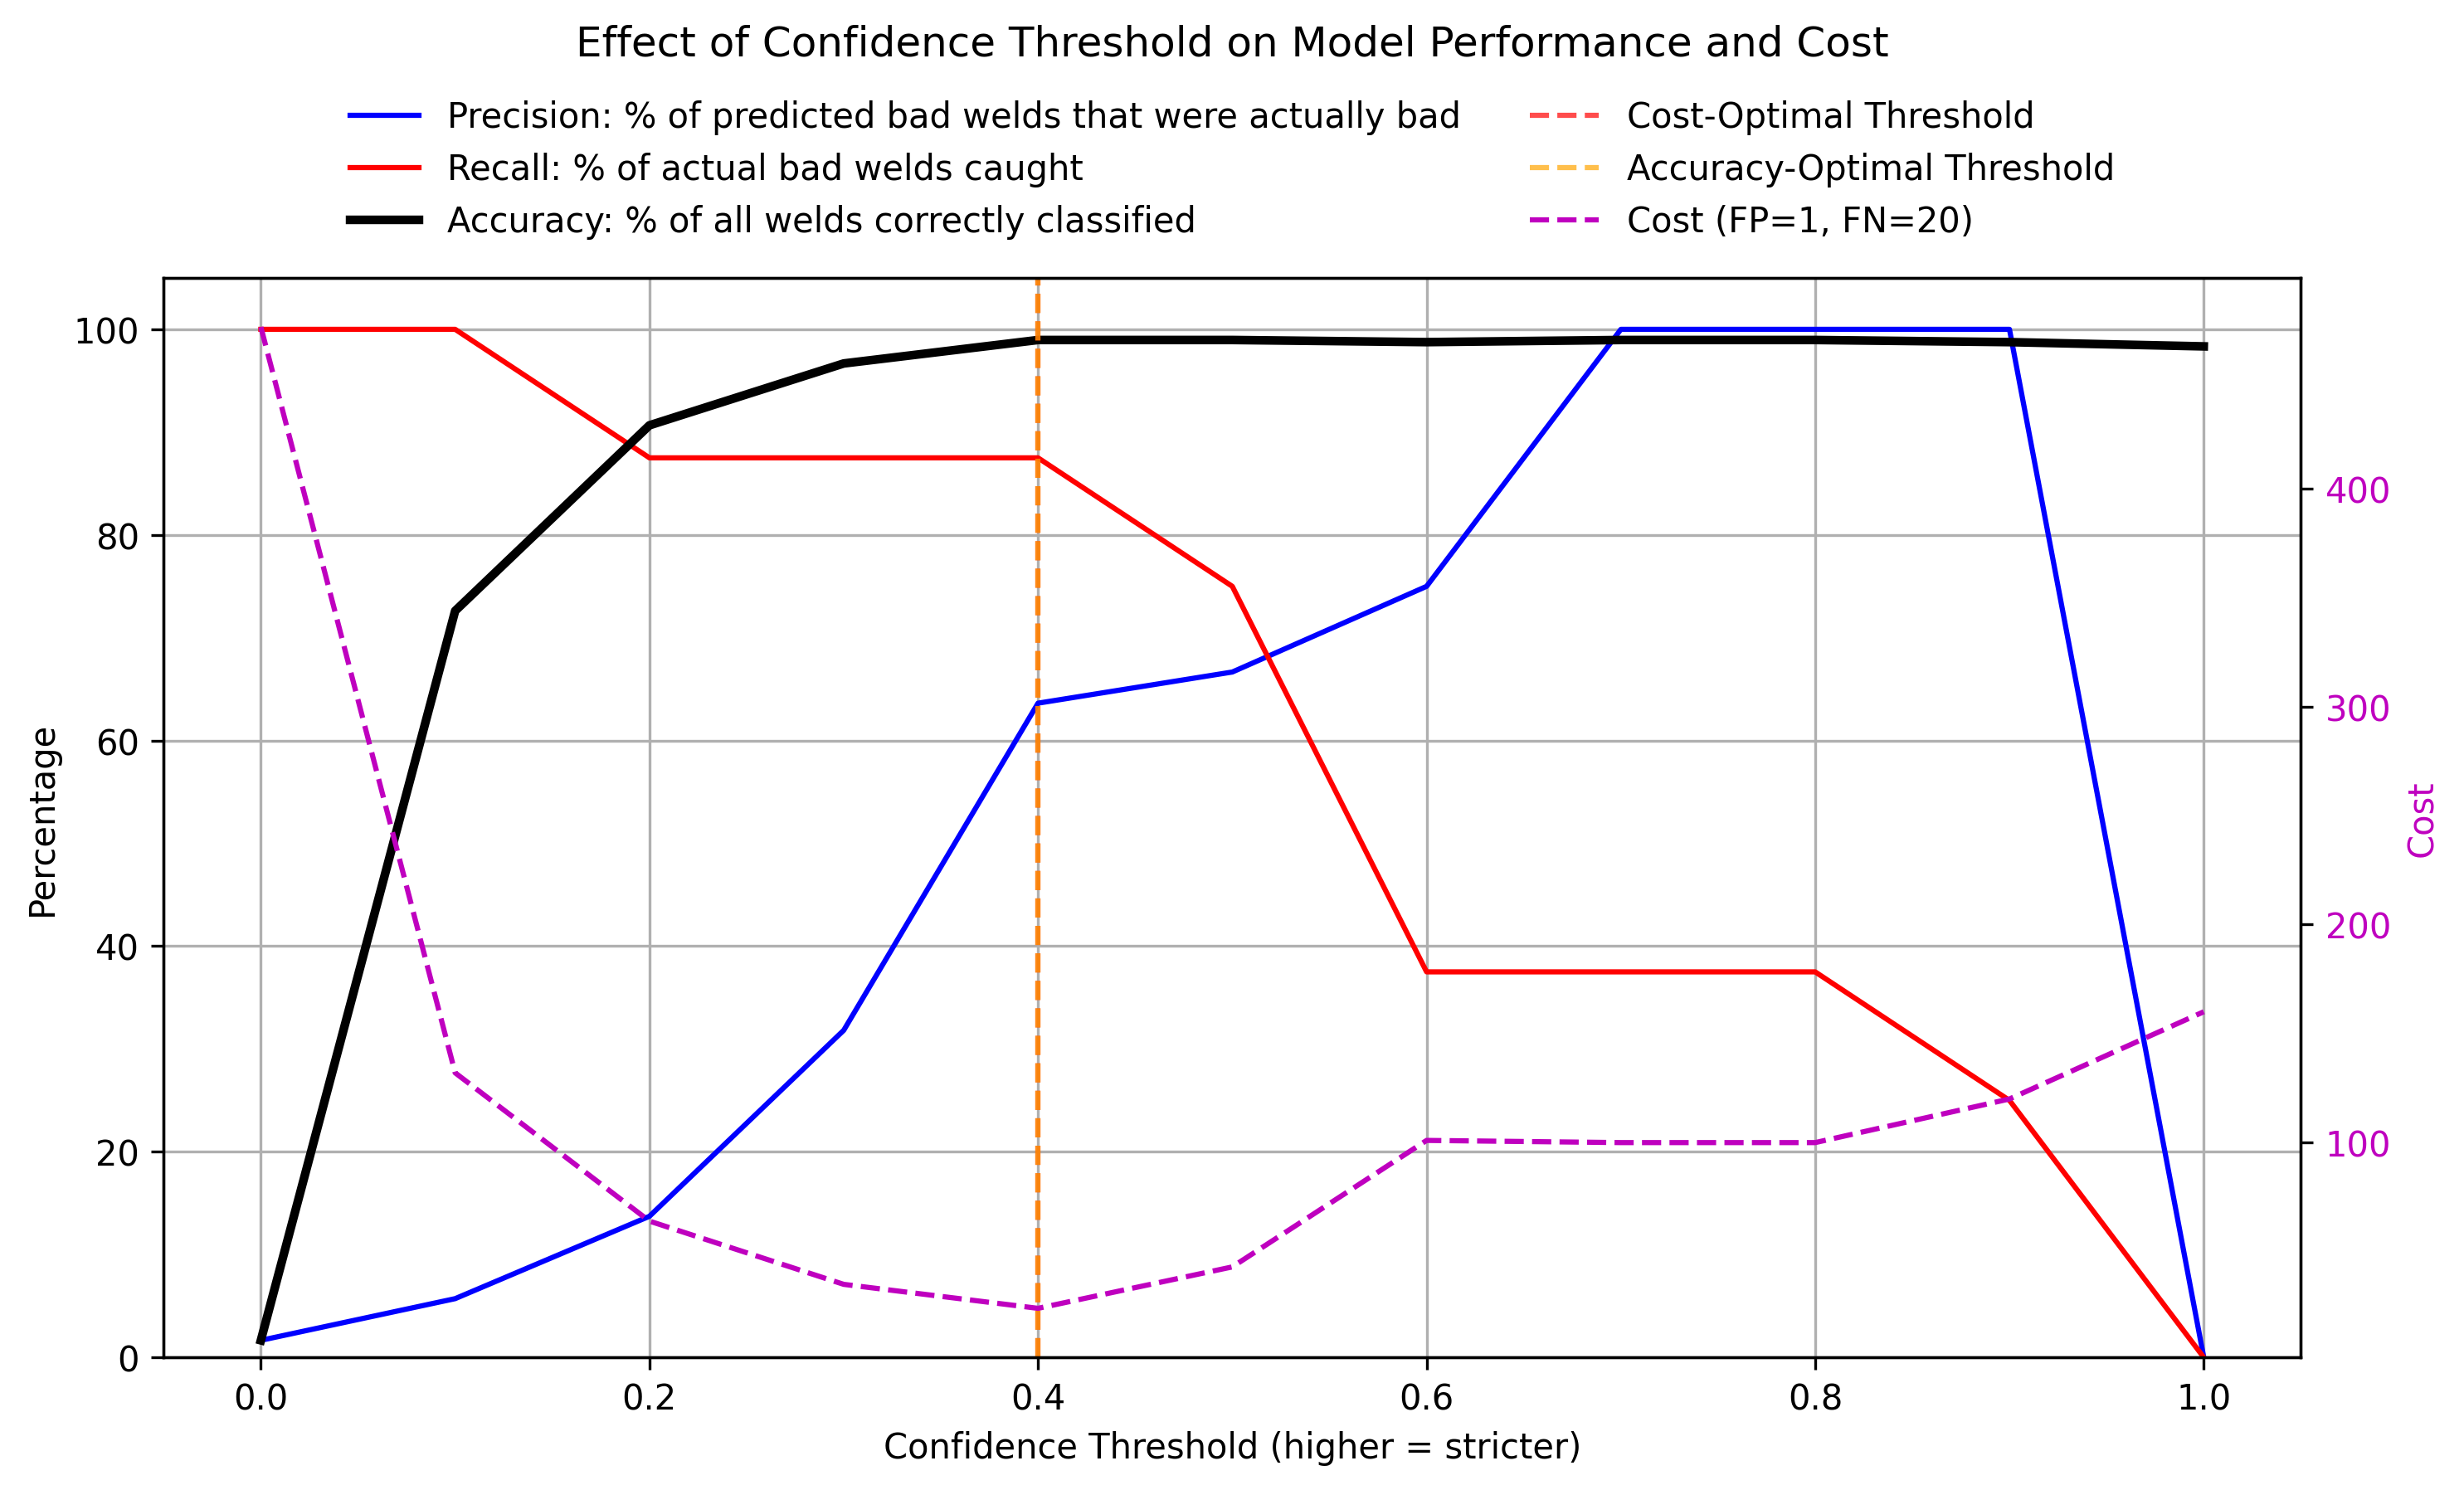 Effect of Confidence Threshold on Model Performance and Cost
Precision: % of predicted bad welds that were actually bad
Recall: % of actual bad welds caught
Accuracy: % of all welds correctly classified
Cost-Optimal Threshold
Accuracy-Optimal Threshold
Cost (FP=1, FN=20)
Percentage
100
80
60
40
20
0
0.0
0.2
0.4
0.6
0.8
1.0
Confidence Threshold (higher = stricter)
400
300
200
100
Cost